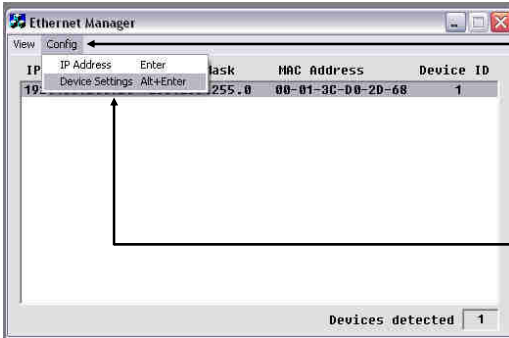 Ethernet Manager
View Config
IP Address Enter
Device Settings Alt+Enter
IP Mask MAC Address Device ID
19 255.0 00-01-3C-D0-2D-68 1
Devices detected 1